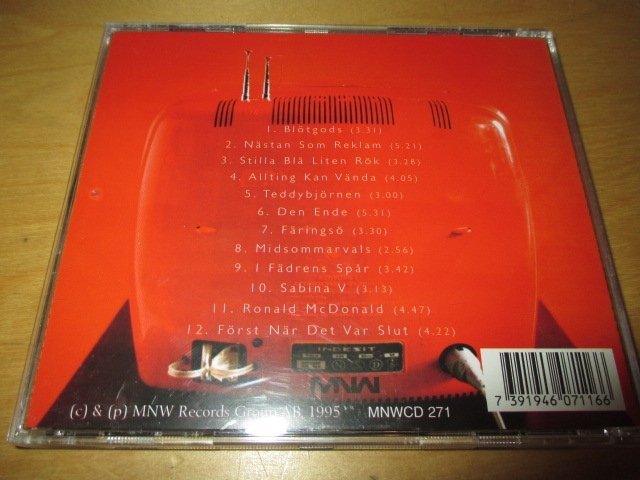 1. Blötgods (3.31)
2. Nästan Som Reklam (5.21)
3. Stilla Blå Liten Rök (3.28)
4. Allting Kan Vända (4.05)
5. Teddybjörnen (3.00)
6. Den Ende (5.31)
7. Färingsö (3.30)
8. Midsommarvals (2.56)
9. I Fädrens Spår (3.42)
10. Sabina V (3.13)
11. Ronald McDonald (4.47)
12. Först När Det Var Slut (4.22)
INDESIT
MNW
(c) & (p) MNW Records Group AB, 1995 MNWCD 271
7 391946 071166